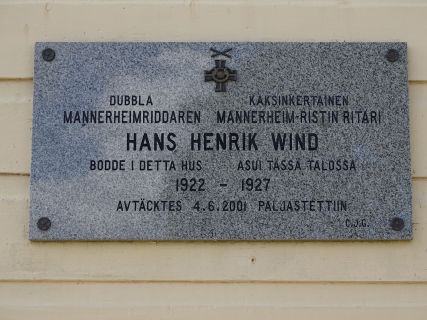 DUBBLA KAKSINKERTAINEN
MANNERHEIMRIDDAREN MANNERHEIM-RISTIN RITARI
HANS HENRIK WIND
BODDE I DETTA HUS ASUI TÄSSÄ TALOSSA
1922 - 1927
AVTÄCKTES 4.6.2001 PALJASTETTIIN
C.J.G.